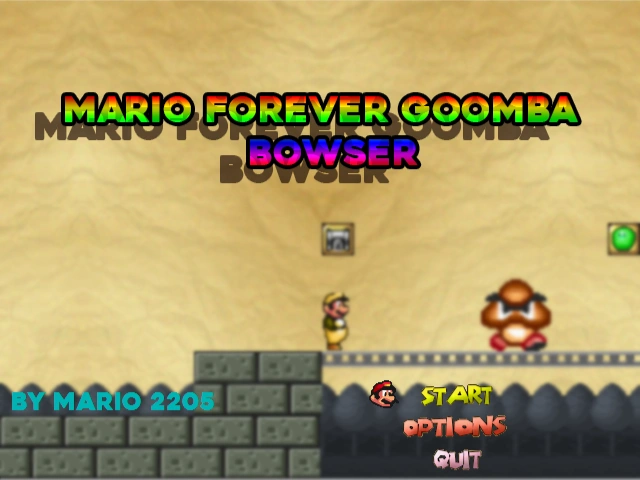 MARIO FOREVER GOOMBA
BOWSER
BY MARIO 2205
START
OPTIONS
QUIT